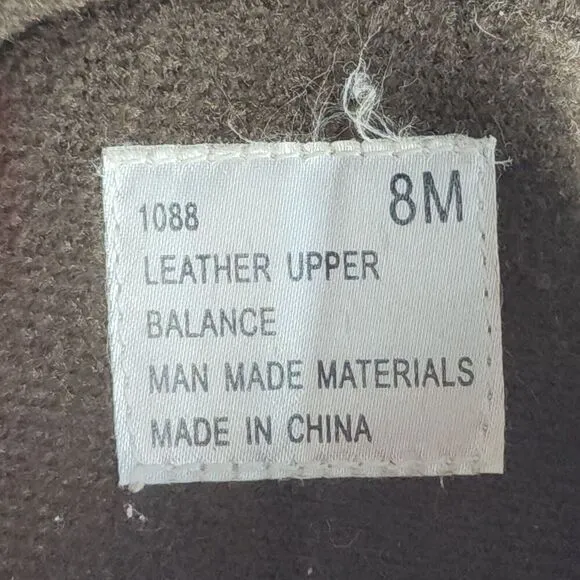 1088 8M
LEATHER UPPER
BALANCE
MAN MADE MATERIALS
MADE IN CHINA